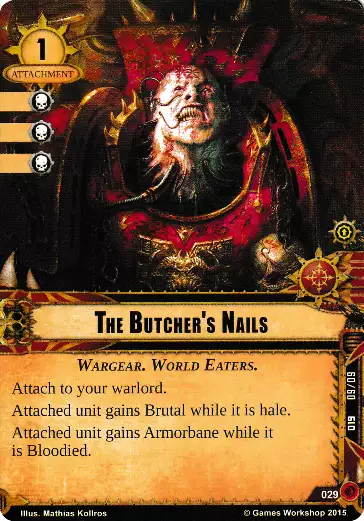 1
ATTACHMENT
THE BUTCHER'S NAILS
WARGEAR. WORLD EATERS.
Attach to your warlord.
Attached unit gains Brutal while it is hale.
Attached unit gains Armorbane while it
is Bloodied.
029
Illus. Mathias Kollros
© Games Workshop 2015